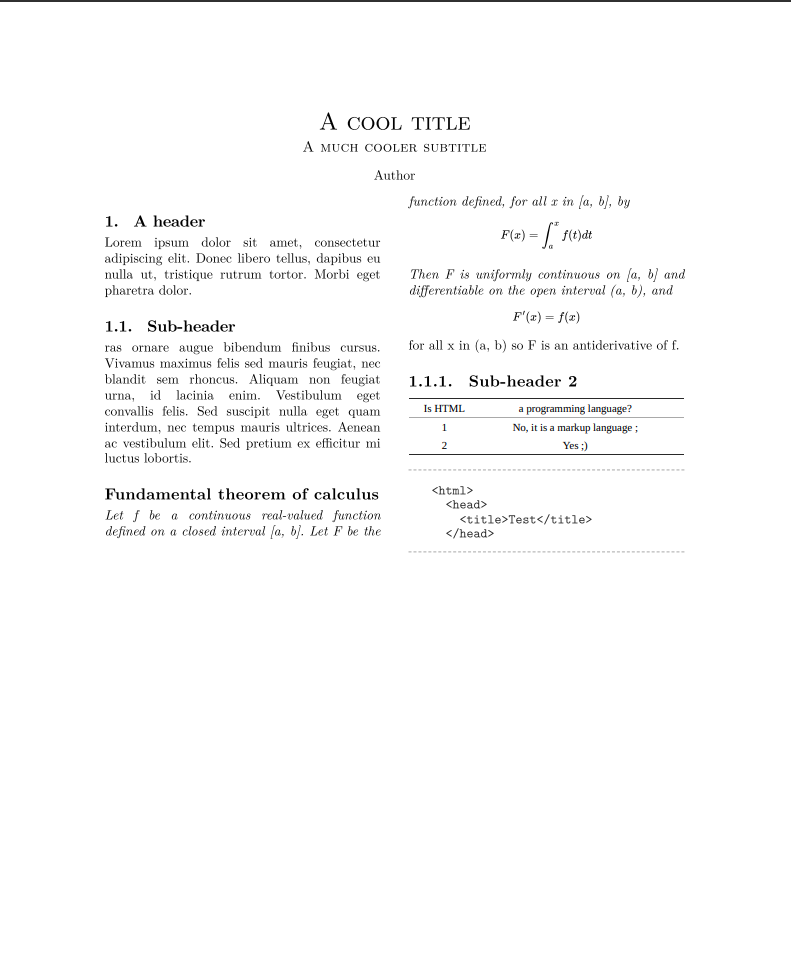 A COOL TITLE
A MUCH COOLER SUBTITLE
Author
1. A header
Lorem ipsum dolor sit amet, consectetur
adipiscing elit. Donec libero tellus, dapibus eu
nulla ut, tristique rutrum tortor. Morbi eget
pharetra dolor.
1.1. Sub-header
ras ornare augue bibendum finibus cursus.
Vivamus maximus felis sed mauris feugiat, nec
blandit sem rhoncus. Aliquam non feugiat
urna, id lacinia enim. Vestibulum eget
convallis felis. Sed suscipit nulla eget quam
interdum, nec tempus mauris ultrices. Aenean
ac vestibulum elit. Sed pretium ex efficitur mi
luctus lobortis.
Fundamental theorem of calculus
Let f be a continuous real-valued function
defined on a closed interval [a, b]. Let F be the
function defined, for all x in [a, b], by
F(x) = ∫ₐˣ f(t)dt
Then F is uniformly continuous on [a, b] and
differentiable on the open interval (a, b), and
F′(x) = f(x)
for all x in (a, b) so F is an antiderivative of f.
1.1.1. Sub-header 2
Is HTML a programming language?
1 No, it is a markup language ;
2 Yes ;)
<html>
<head>
<title>Test</title>
</head>